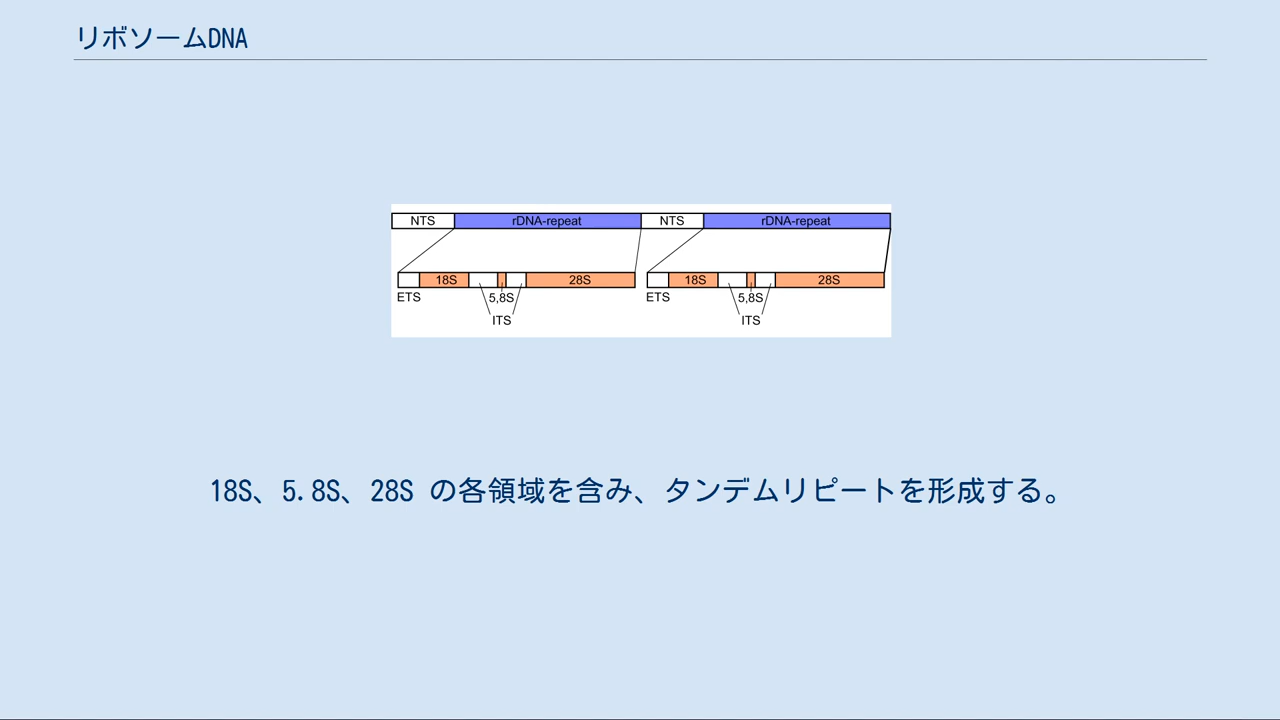 リボソームDNA
NTS rDNA-repeat NTS rDNA-repeat
18S 28S 18S 28S
ETS 5,8S ETS 5,8S
ITS ITS
18S、5.8S、28S の各領域を含み、タンデムリピートを形成する。